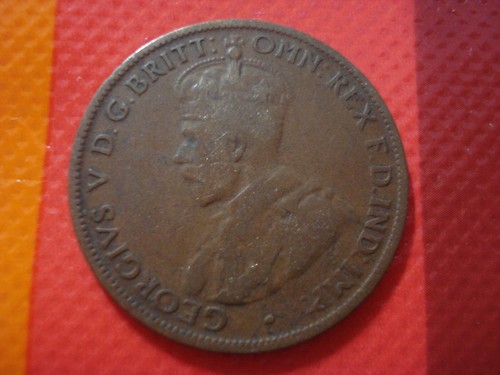 GEORGIVS V D.G. BRITT: OMN: REX F.D. IND: IMP: